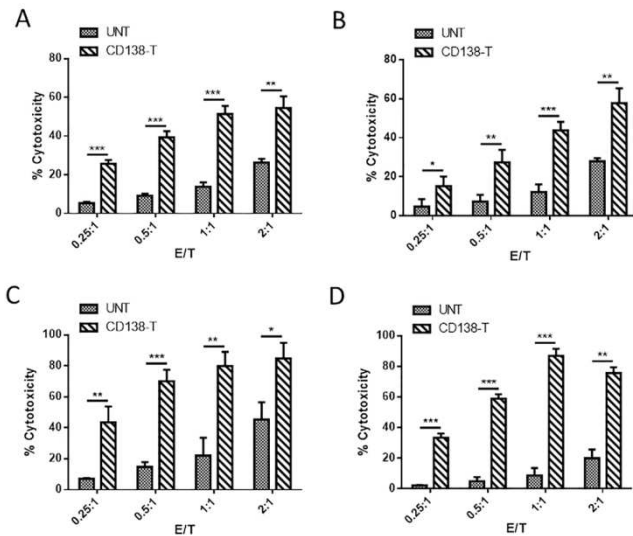 A
UNT
CD138-T
% Cytotoxicity
80
60
40
20
0
***
***
***
**
0.25:1
0.5:1
1:1
2:1
E/T
B
UNT
CD138-T
% Cytotoxicity
80
60
40
20
0
*
**
***
**
0.25:1
0.5:1
1:1
2:1
E/T
C
UNT
CD138-T
% Cytotoxicity
100
80
60
40
20
0
**
***
**
*
0.25:1
0.5:1
1:1
2:1
E/T
D
UNT
CD138-T
% Cytotoxicity
100
80
60
40
20
0
***
***
***
**
0.25:1
0.5:1
1:1
2:1
E/T